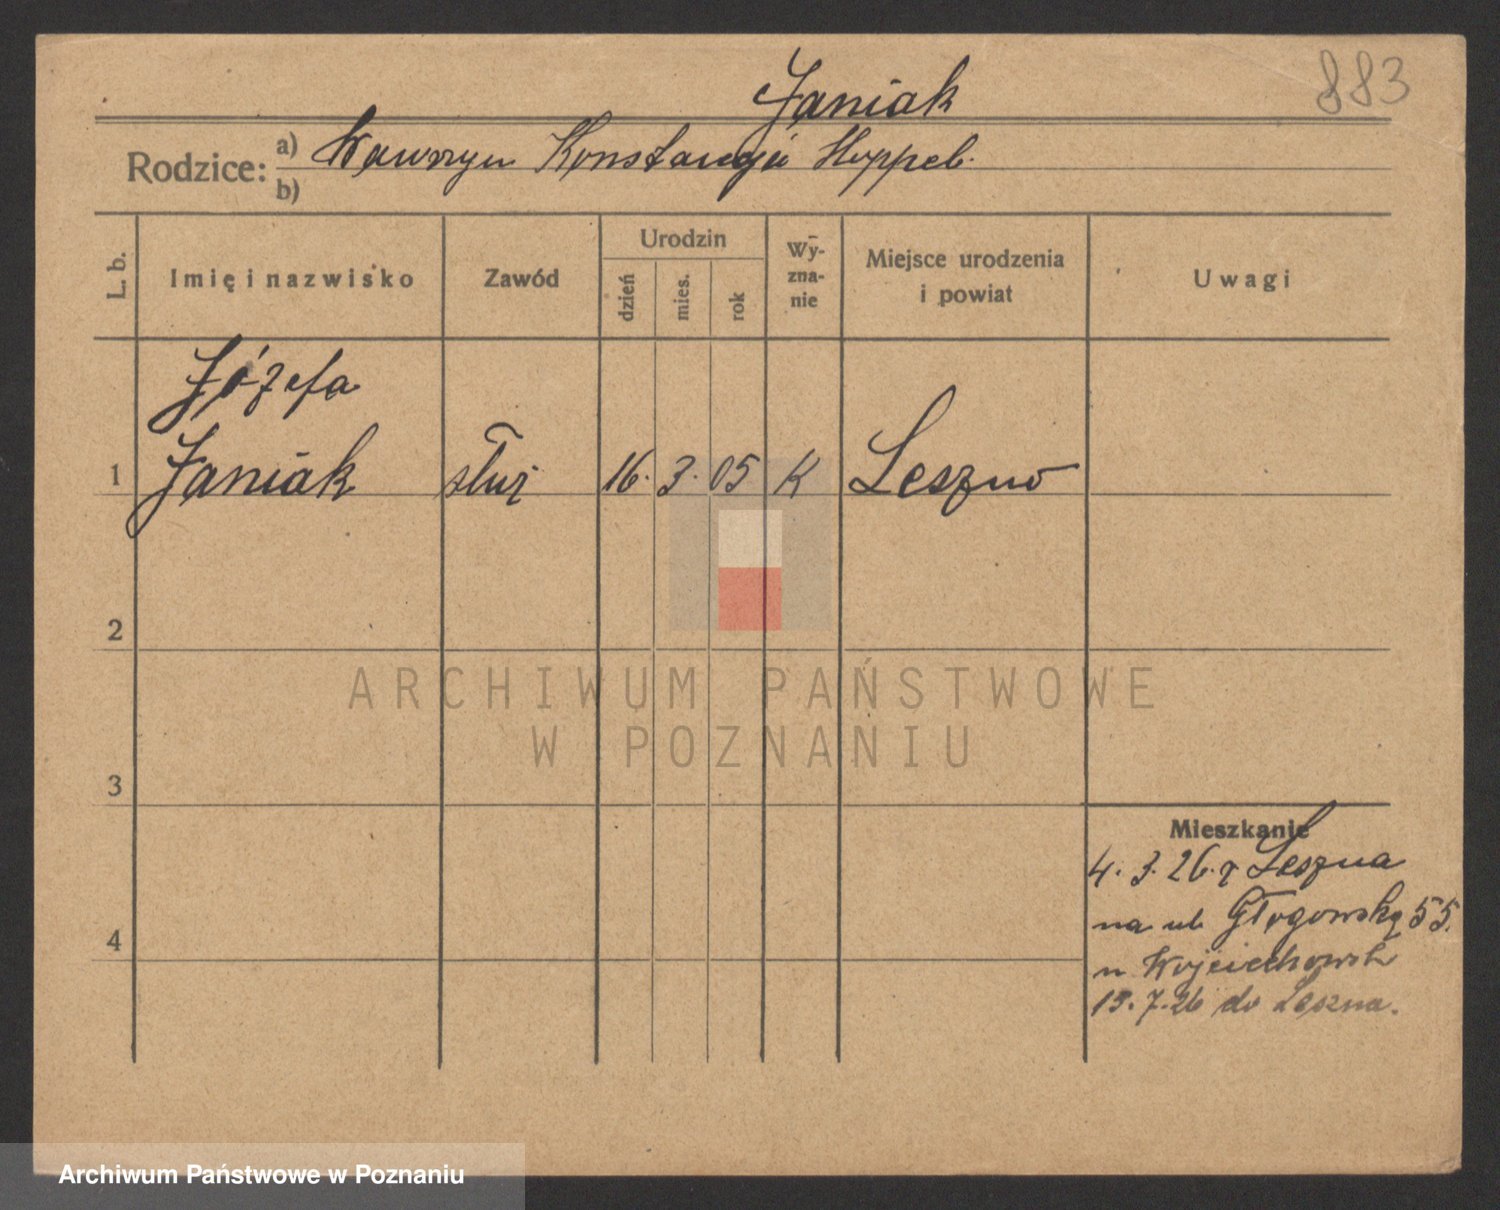 883
Janiak
Rodzice: a) Wawrzyn Konstancja Hoppel.
b)
L. b. Imię i nazwisko Zawód Urodzin dzień mies. rok Wy-zna-nie Miejsce urodzenia i powiat Uwagi
Józefa
1 Janiak służ 16. 3. 05 K Leszno
2
ARCHIWUM PAŃSTWOWE
W POZNANIU
3
Mieszkanie
4. 3. 26. z Leszna
na ul. Głogowską 55.
4
u Wojciechowsk
15. 7. 26 do Leszna.
Archiwum Państwowe w Poznaniu